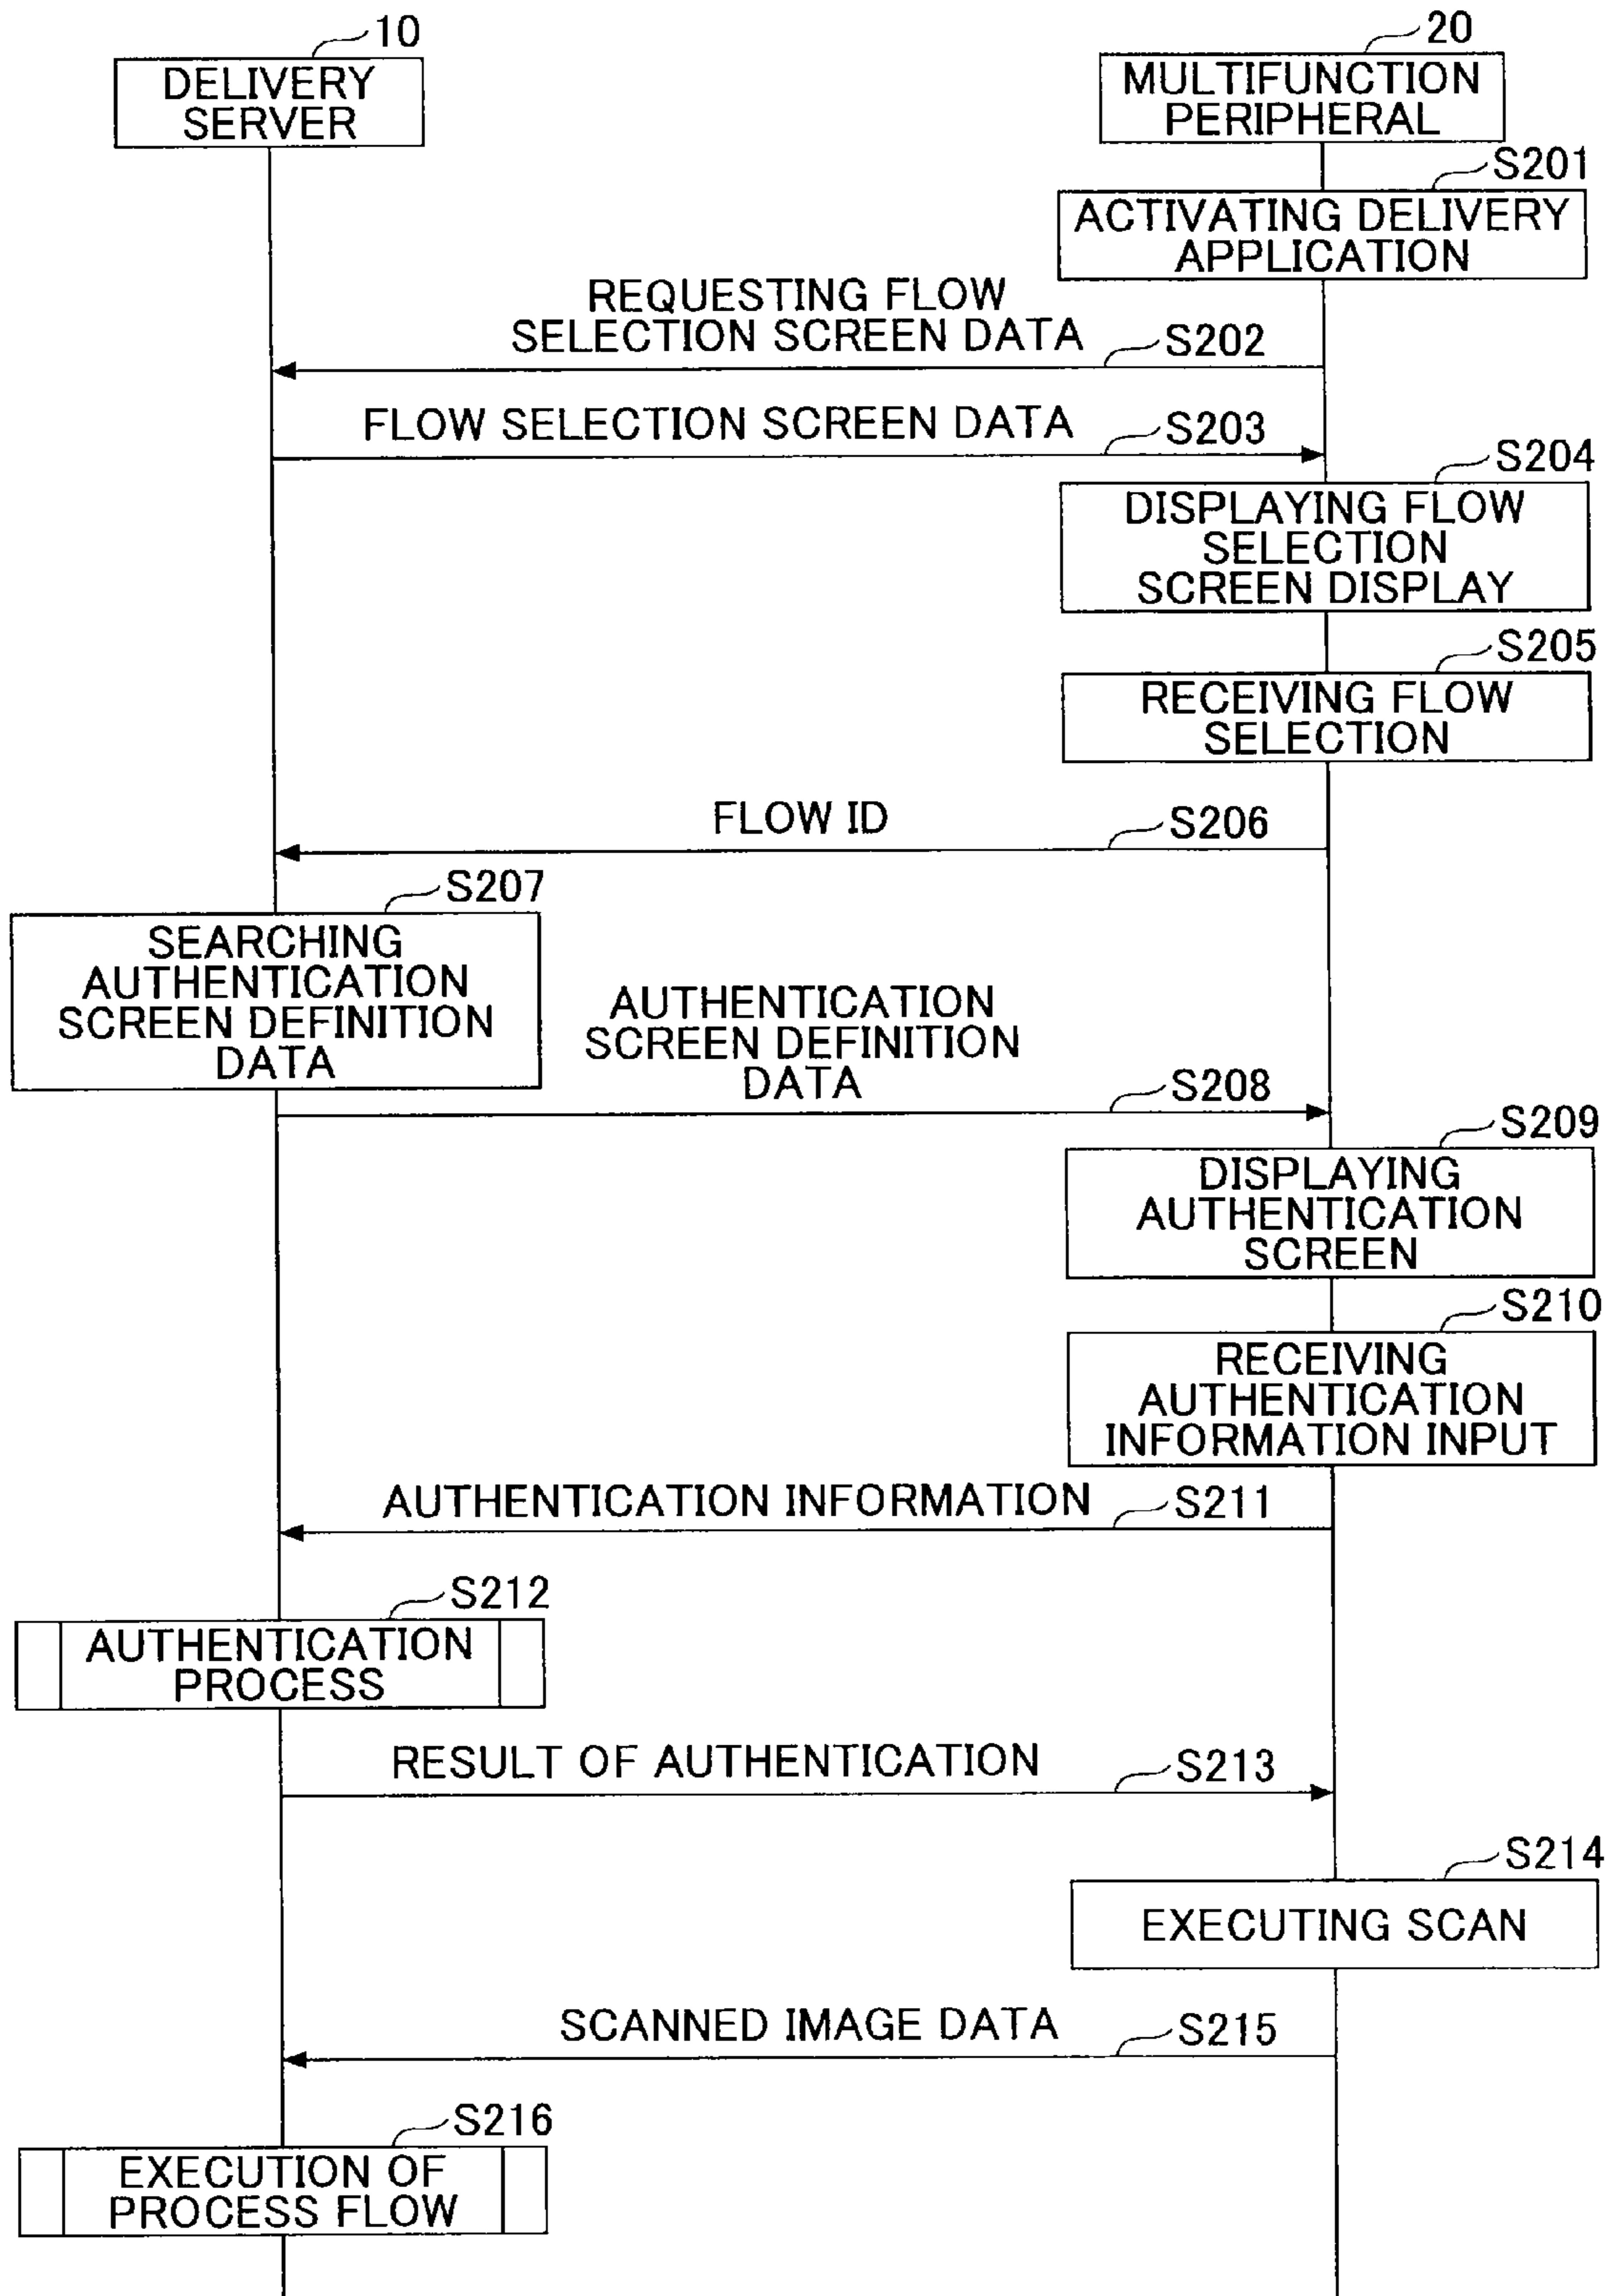 10
DELIVERY
SERVER
20
MULTIFUNCTION
PERIPHERAL
S201
ACTIVATING DELIVERY
APPLICATION
REQUESTING FLOW
SELECTION SCREEN DATA
S202
FLOW SELECTION SCREEN DATA
S203
S204
DISPLAYING FLOW
SELECTION
SCREEN DISPLAY
S205
RECEIVING FLOW
SELECTION
FLOW ID
S206
S207
SEARCHING
AUTHENTICATION
SCREEN DEFINITION
DATA
AUTHENTICATION
SCREEN DEFINITION
DATA
S208
S209
DISPLAYING
AUTHENTICATION
SCREEN
S210
RECEIVING
AUTHENTICATION
INFORMATION INPUT
AUTHENTICATION INFORMATION
S211
S212
AUTHENTICATION
PROCESS
RESULT OF AUTHENTICATION
S213
S214
EXECUTING SCAN
SCANNED IMAGE DATA
S215
S216
EXECUTION OF
PROCESS FLOW